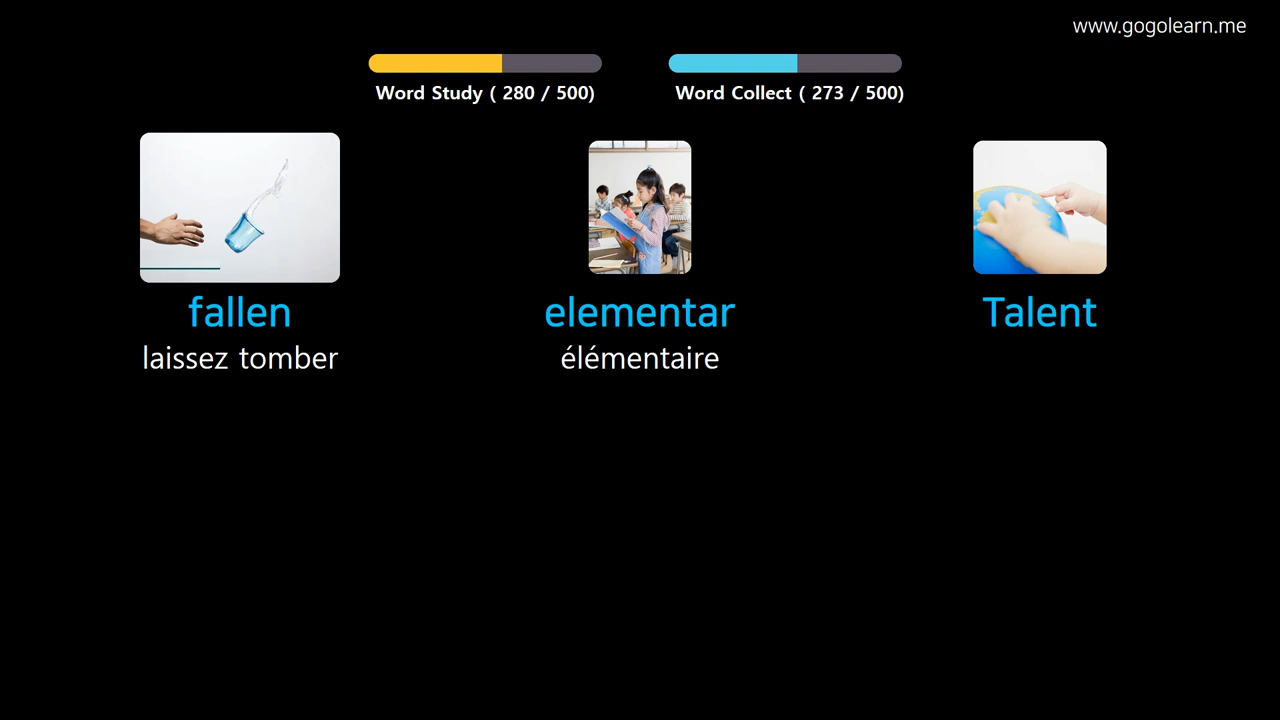 www.gogolearn.me
Word Study ( 280 / 500)
Word Collect ( 273 / 500)
fallen
elementar
Talent
laissez tomber
élémentaire